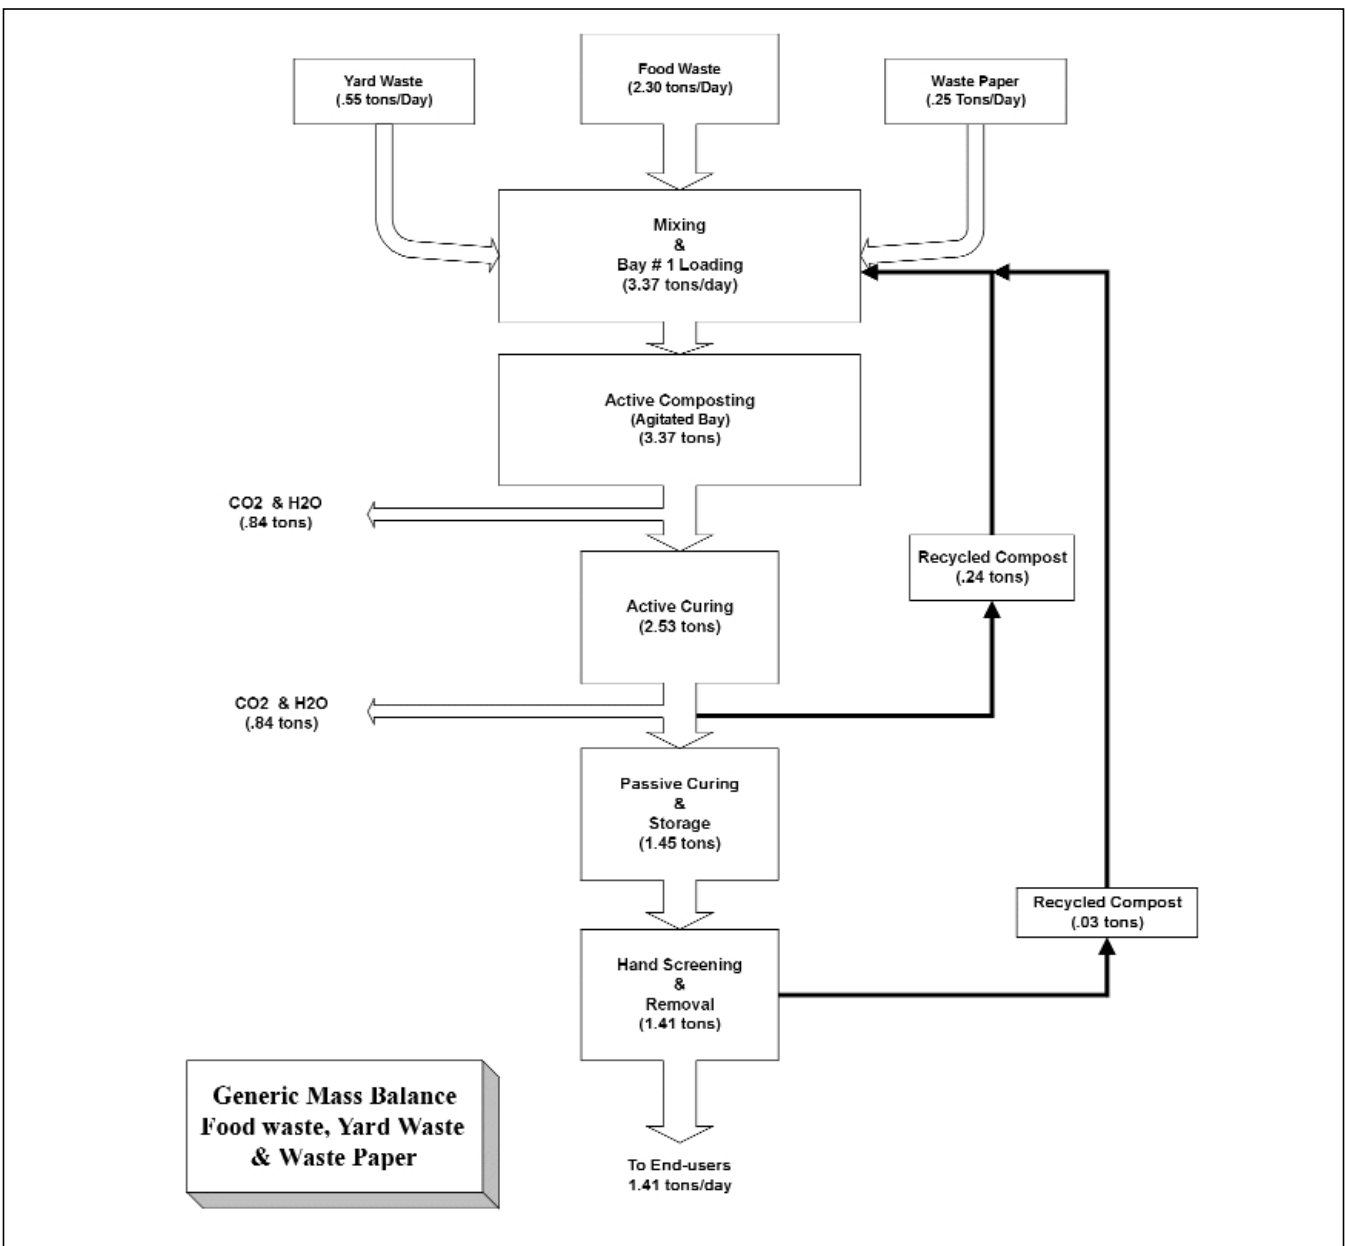 Yard Waste
(.55 tons/Day)
Food Waste
(2.30 tons/Day)
Waste Paper
(.25 Tons/Day)
Mixing
&
Bay # 1 Loading
(3.37 tons/day)
Active Composting
(Agitated Bay)
(3.37 tons)
CO2 & H2O
(.84 tons)
Recycled Compost
(.24 tons)
Active Curing
(2.53 tons)
CO2 & H2O
(.84 tons)
Passive Curing
&
Storage
(1.45 tons)
Recycled Compost
(.03 tons)
Hand Screening
&
Removal
(1.41 tons)
Generic Mass Balance
Food waste, Yard Waste
& Waste Paper
To End-users
1.41 tons/day